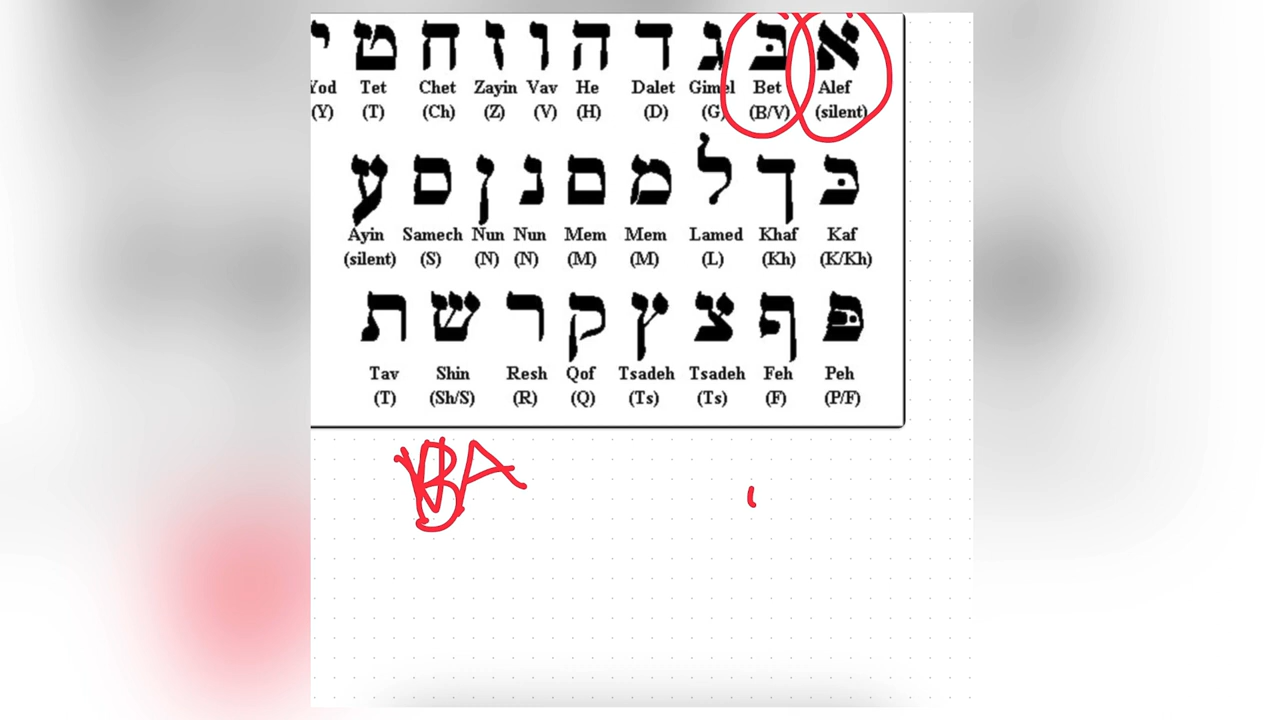 א בּ ג ד ה ו ז ח ט י
Alef Bet Gimel Dalet He Vav Zayin Chet Tet Yod
(silent) (B/V) (G) (D) (H) (V) (Z) (Ch) (T) (Y)
כּ ך ל מ ם נ ן ס ע
Kaf Khaf Lamed Mem Mem Nun Nun Samech Ayin
(K/Kh) (Kh) (L) (M) (M) (N) (N) (S) (silent)
פּ ף צ ץ ק ר ש ת
Peh Feh Tsadeh Tsadeh Qof Resh Shin Tav
(P/F) (F) (Ts) (Ts) (Q) (R) (Sh/S) (T)